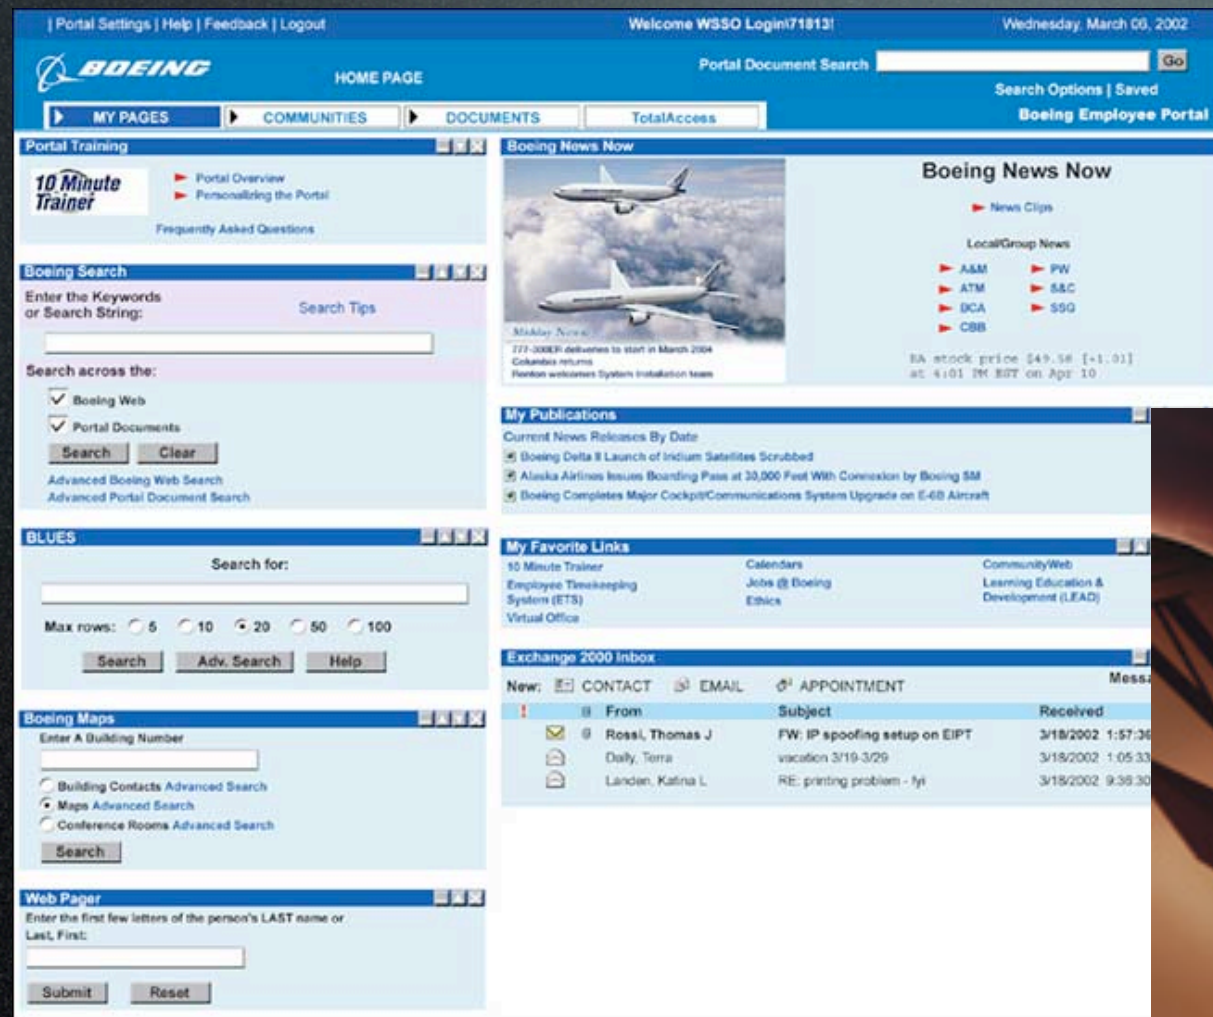 | Portal Settings | Help | Feedback | Logout
Welcome WSSO Login!/71813!
Wednesday, March 06, 2002
BOEING
HOME PAGE
Portal Document Search
Go
Search Options | Saved
MY PAGES
COMMUNITIES
DOCUMENTS
TotalAccess
Boeing Employee Portal
Portal Training
10 Minute
Trainer
Portal Overview
Personalizing the Portal
Frequently Asked Questions
Boeing Search
Enter the Keywords
or Search String:
Search Tips
Search across the:
Boeing Web
Portal Documents
Search
Clear
Advanced Boeing Web Search
Advanced Portal Document Search
BLUES
Search for:
Max rows: 5 10 20 50 100
Search
Adv. Search
Help
Boeing Maps
Enter A Building Number
Building Contacts Advanced Search
Maps Advanced Search
Conference Rooms Advanced Search
Search
Web Pager
Enter the first few letters of the person's LAST name or
Last, First:
Submit
Reset
Boeing News Now
Midday News
777-300ER deliveries to start in March 2004
Columbia returns
Renton welcomes System Installation team
Boeing News Now
News Clips
Local/Group News
A&M
PW
ATM
S&C
BCA
SSG
CBB
BA stock price $49.58 [-1.01]
at 4:01 PM EST on Apr 10
My Publications
Current News Releases By Date
Boeing Delta II Launch of Iridium Satellites Scrubbed
Alaska Airlines Issues Boarding Pass at 30,000 Feet With Connexion by Boeing SM
Boeing Completes Major Cockpit/Communications System Upgrade on E-6B Aircraft
My Favorite Links
10 Minute Trainer
Calendars
CommunityWeb
Employee Timekeeping
System (ETS)
Jobs @ Boeing
Learning Education &
Development (LEAD)
Virtual Office
Ethics
Exchange 2000 Inbox
New: CONTACT EMAIL APPOINTMENT
Messa
! From Subject Received
Rossi, Thomas J FW: IP spoofing setup on EIPT 3/18/2002 1:57:36
Daily, Terra vacation 3/19-3/29 3/18/2002 1:05:33
Landen, Katina L RE: printing problem - fyi 3/18/2002 9:36:30